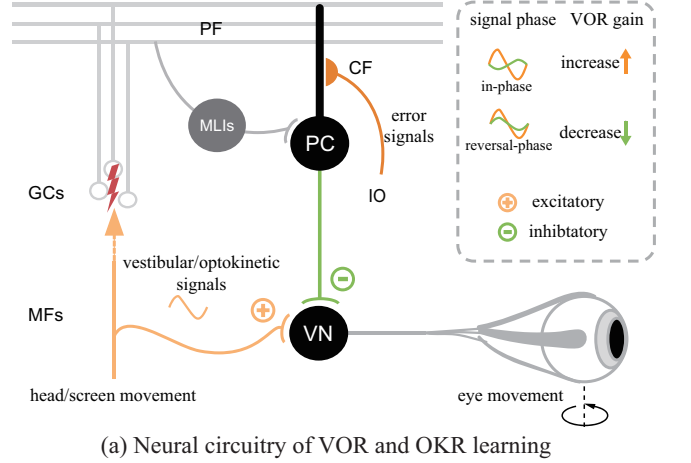 PF
CF
MLIs
PC
error
signals
IO
GCs
vestibular/optokinetic
signals
MFs
VN
head/screen movement
eye movement
signal phase VOR gain
in-phase
increase
reversal-phase
decrease
excitatory
inhibtatory
(a) Neural circuitry of VOR and OKR learning